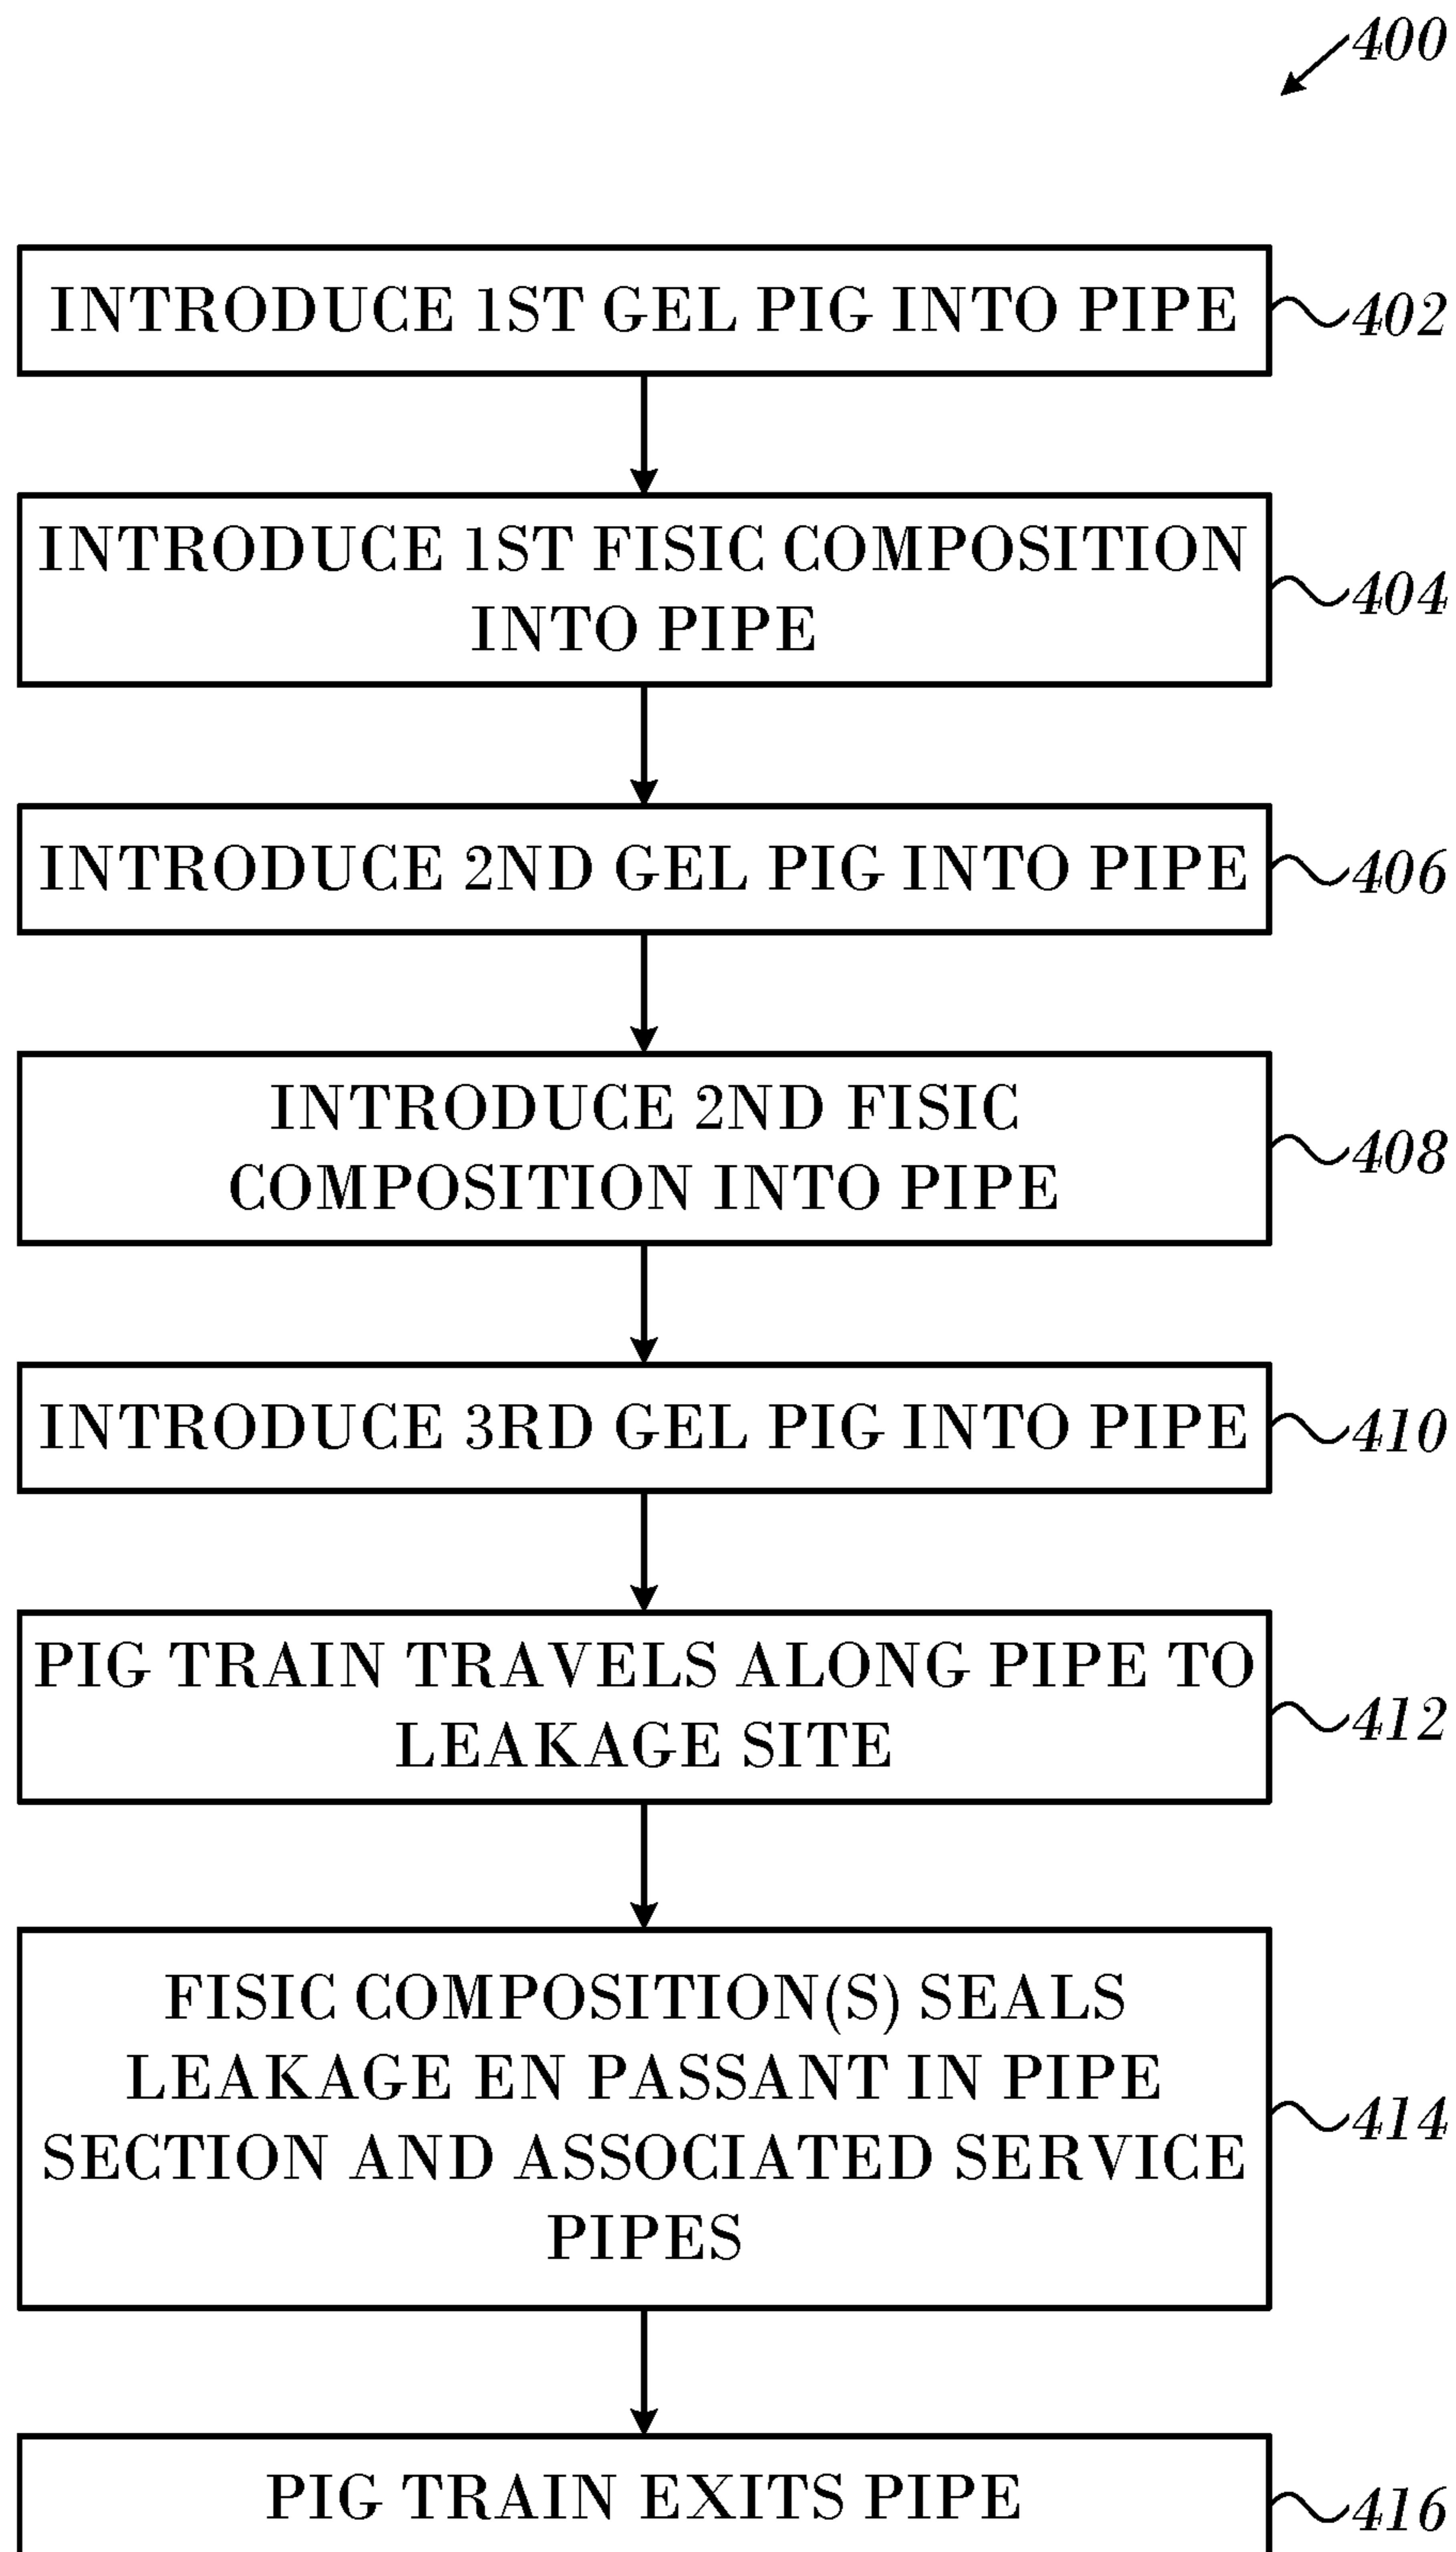 400
INTRODUCE 1ST GEL PIG INTO PIPE
402
INTRODUCE 1ST FISIC COMPOSITION
INTO PIPE
404
INTRODUCE 2ND GEL PIG INTO PIPE
406
INTRODUCE 2ND FISIC
COMPOSITION INTO PIPE
408
INTRODUCE 3RD GEL PIG INTO PIPE
410
PIG TRAIN TRAVELS ALONG PIPE TO
LEAKAGE SITE
412
FISIC COMPOSITION(S) SEALS
LEAKAGE EN PASSANT IN PIPE
SECTION AND ASSOCIATED SERVICE
PIPES
414
PIG TRAIN EXITS PIPE
416